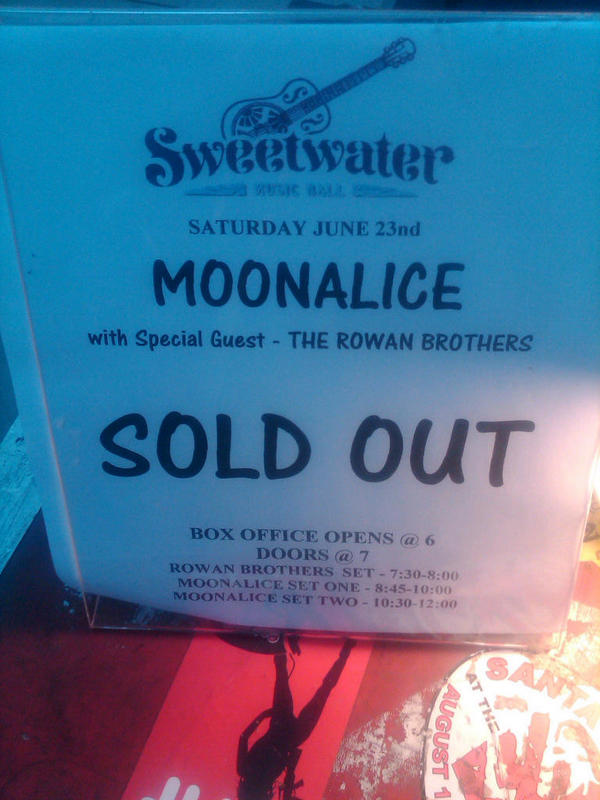 Sweetwater
MUSIC HALL
SATURDAY JUNE 23nd
MOONALICE
with Special Guest - THE ROWAN BROTHERS
SOLD OUT
BOX OFFICE OPENS @ 6
DOORS @ 7
ROWAN BROTHERS SET - 7:30-8:00
MOONALICE SET ONE - 8:45-10:00
MOONALICE SET TWO - 10:30-12:00
SANTA
AT THE
AUGUST 1